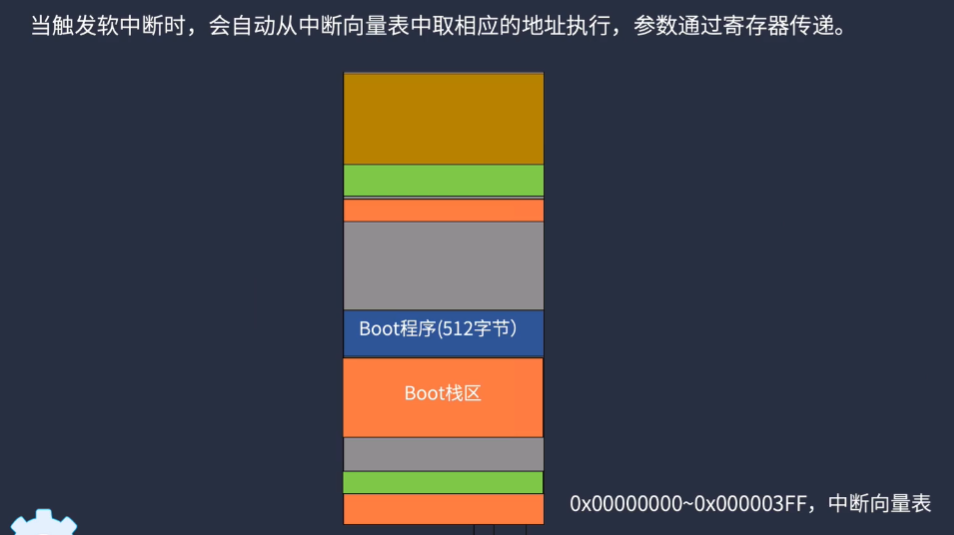 当触发软中断时，会自动从中断向量表中取相应的地址执行，参数通过寄存器传递。
Boot程序(512字节）
Boot栈区
0x00000000~0x000003FF，中断向量表